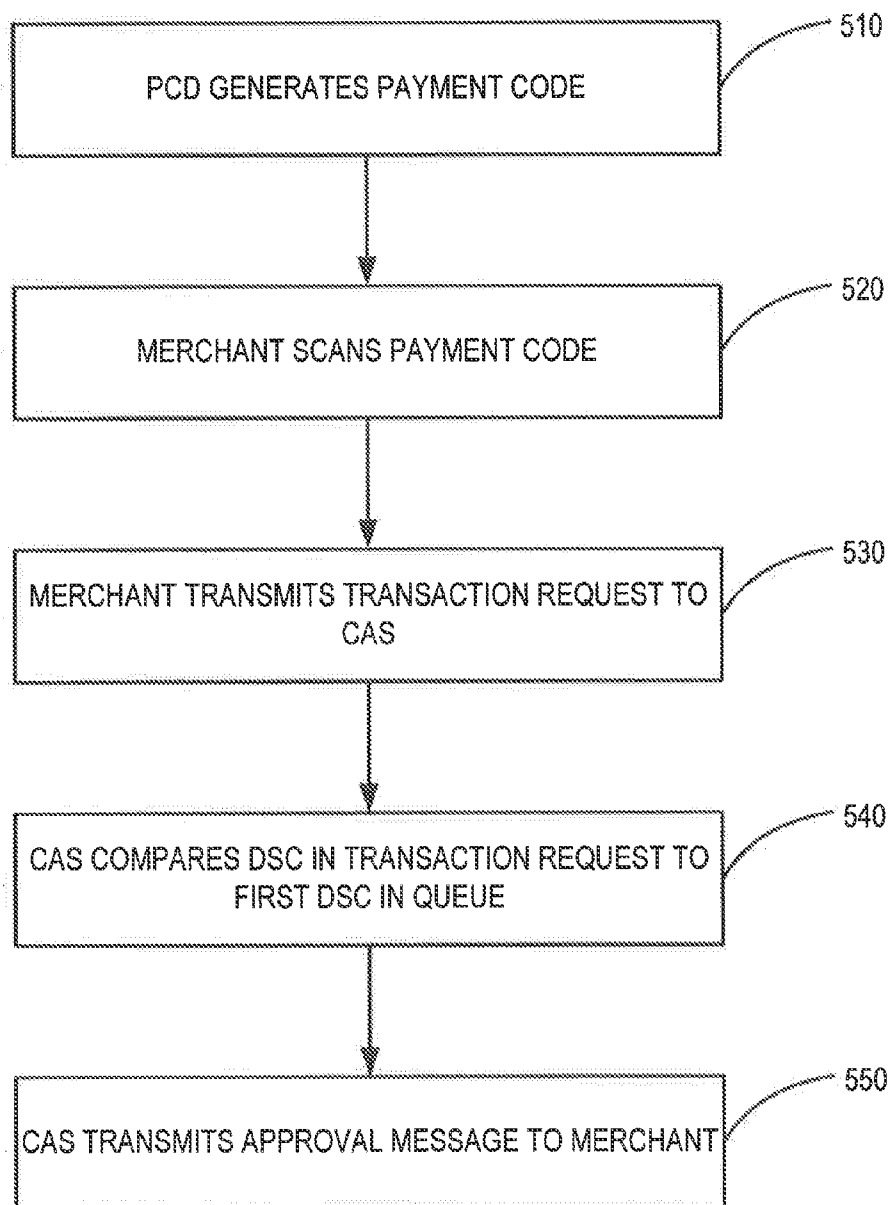 510
PCD GENERATES PAYMENT CODE
520
MERCHANT SCANS PAYMENT CODE
530
MERCHANT TRANSMITS TRANSACTION REQUEST TO
CAS
540
CAS COMPARES DSC IN TRANSACTION REQUEST TO
FIRST DSC IN QUEUE
550
CAS TRANSMITS APPROVAL MESSAGE TO MERCHANT